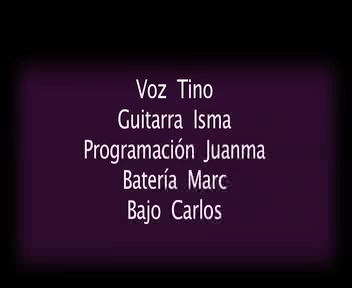 Voz Tino
Guitarra Isma
Programación Juanma
Batería Marc
Bajo Carlos